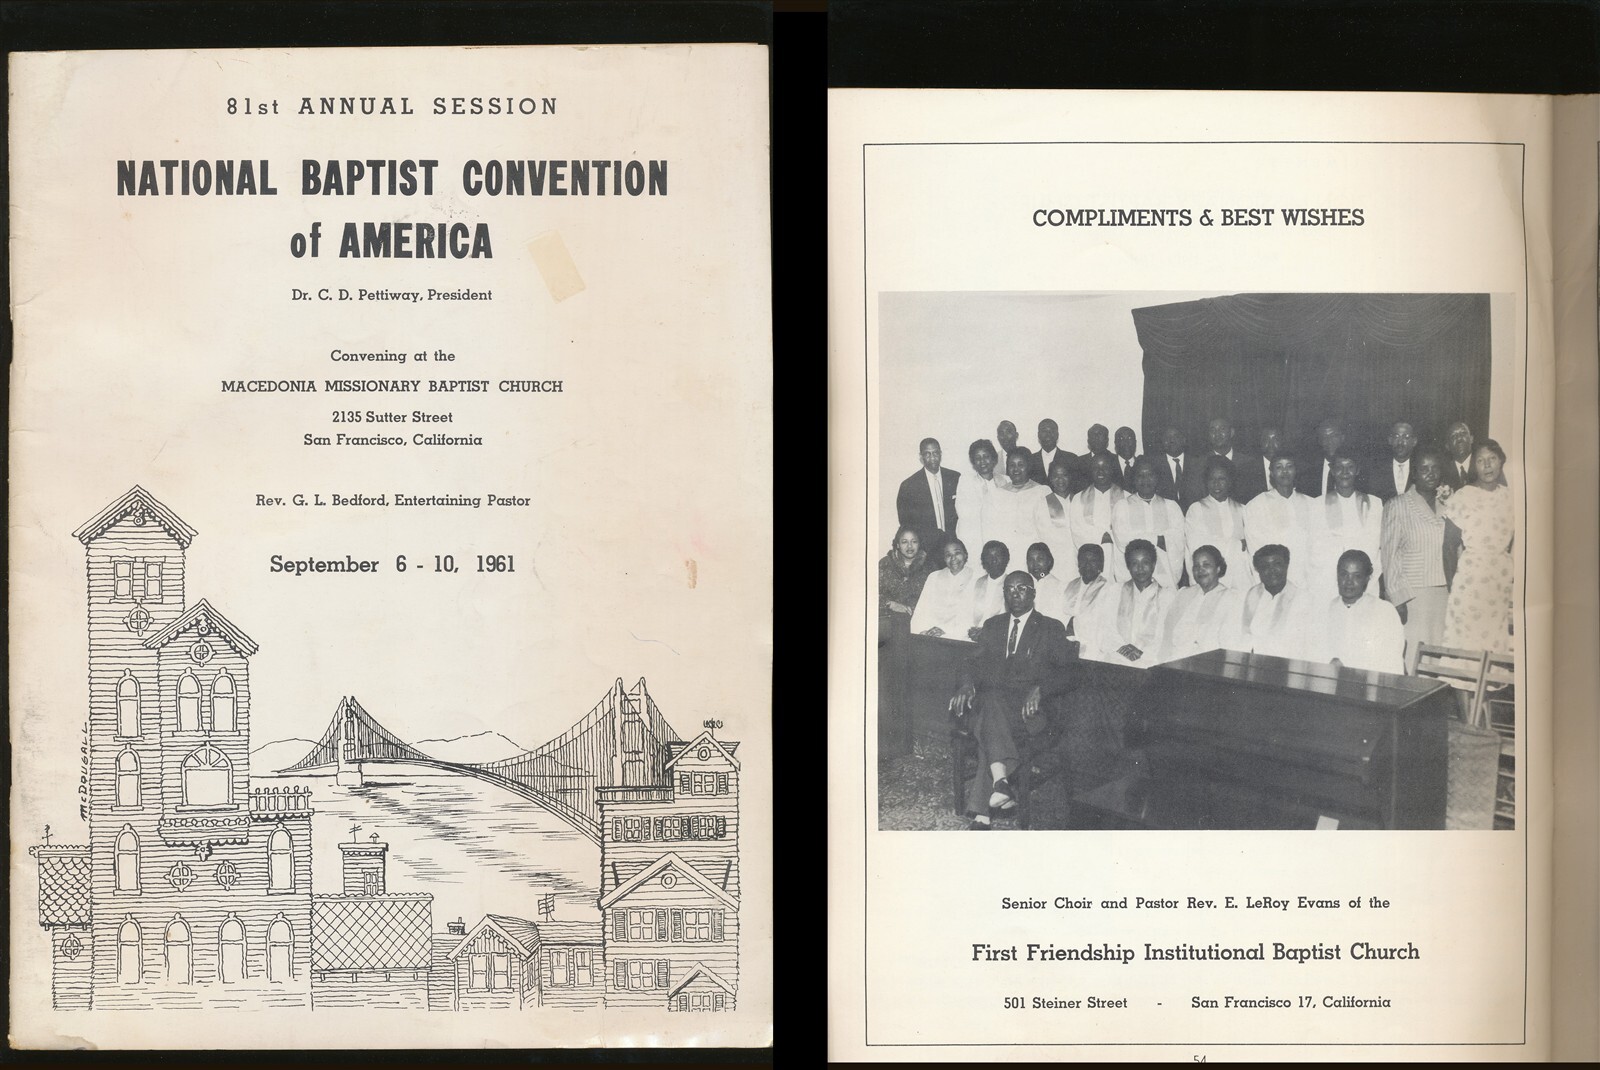 81st ANNUAL SESSION
NATIONAL BAPTIST CONVENTION
of AMERICA
Dr. C. D. Pettiway, President
Convening at the
MACEDONIA MISSIONARY BAPTIST CHURCH
2135 Sutter Street
San Francisco, California
Rev. G. L. Bedford, Entertaining Pastor
September 6 - 10, 1961
McDOUGALL
COMPLIMENTS & BEST WISHES
Senior Choir and Pastor Rev. E. LeRoy Evans of the
First Friendship Institutional Baptist Church
501 Steiner Street - San Francisco 17, California
54